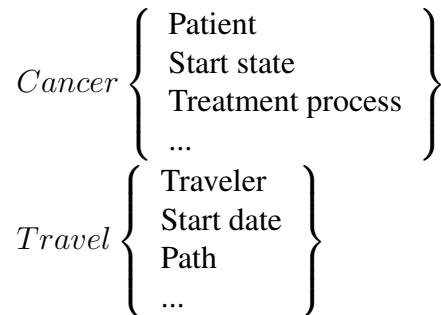 Cancer { Patient
Start state
Treatment process
... }
Travel { Traveler
Start date
Path
... }